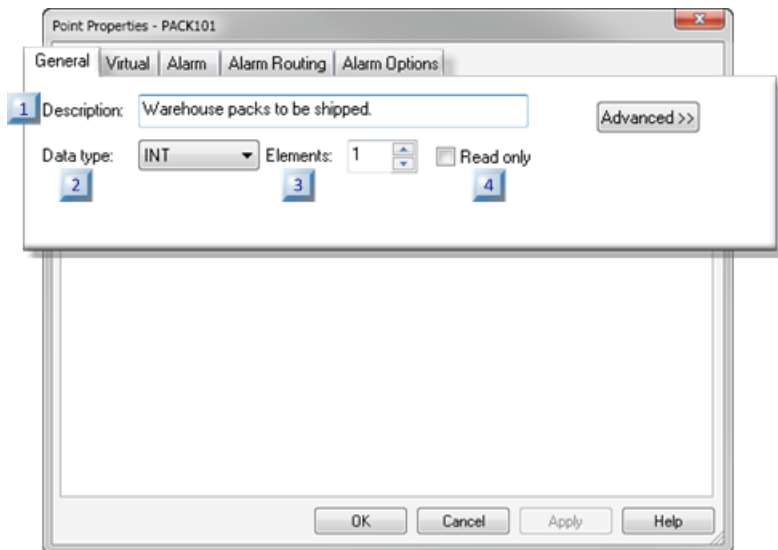 Point Properties - PACK101
General Virtual Alarm Alarm Routing Alarm Options
1 Description: Warehouse packs to be shipped. Advanced >>
Data type: INT Elements: 1 Read only
2 3 4
OK Cancel Apply Help